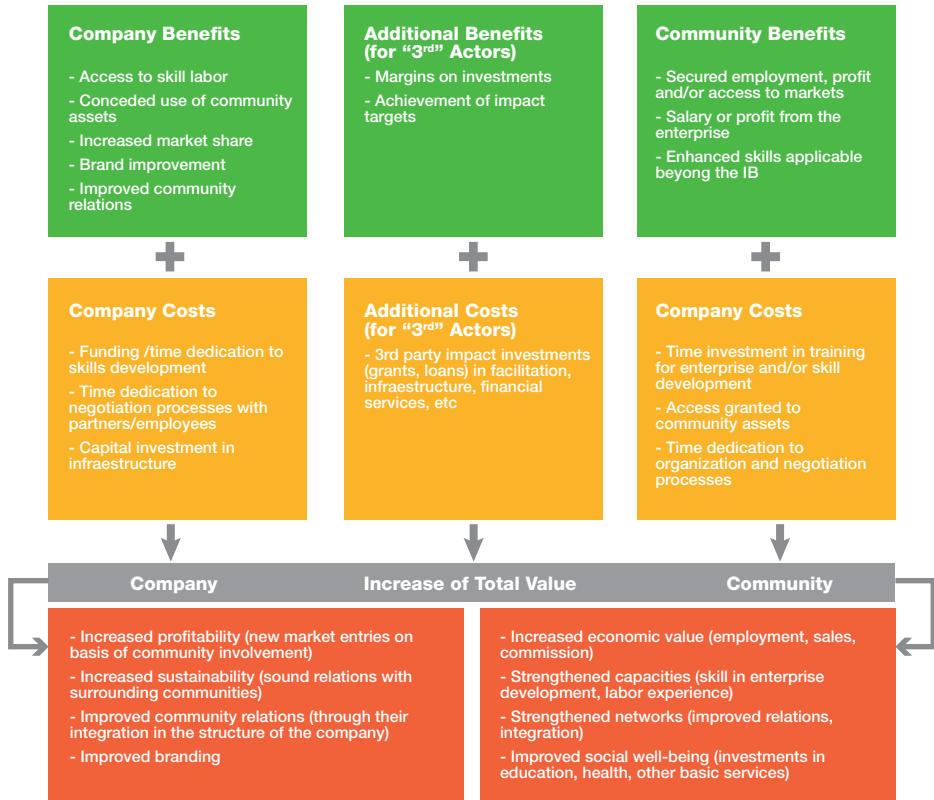 Company Benefits
- Access to skill labor
- Conceded use of community
assets
- Increased market share
- Brand improvement
- Improved community
relations
Additional Benefits
(for “3rd” Actors)
- Margins on investments
- Achievement of impact
targets
Community Benefits
- Secured employment, profit
and/or access to markets
- Salary or profit from the
enterprise
- Enhanced skills applicable
beyong the IB
Company Costs
- Funding /time dedication to
skills development
- Time dedication to
negotiation processes with
partners/employees
- Capital investment in
infraestructure
Additional Costs
(for “3rd” Actors)
- 3rd party impact investments
(grants, loans) in facilitation,
infrastructure, financial
services, etc
Company Costs
- Time investment in training
for enterprise and/or skill
development
- Access granted to
community assets
- Time dedication to
organization and negotiation
processes
Company
Increase of Total Value
Community
- Increased profitability (new market entries on
basis of community involvement)
- Increased sustainability (sound relations with
surrounding communities)
- Improved community relations (through their
integration in the structure of the company)
- Improved branding
- Increased economic value (employment, sales,
commission)
- Strengthened capacities (skill in enterprise
development, labor experience)
- Strengthened networks (improved relations,
integration)
- Improved social well-being (investments in
education, health, other basic services)